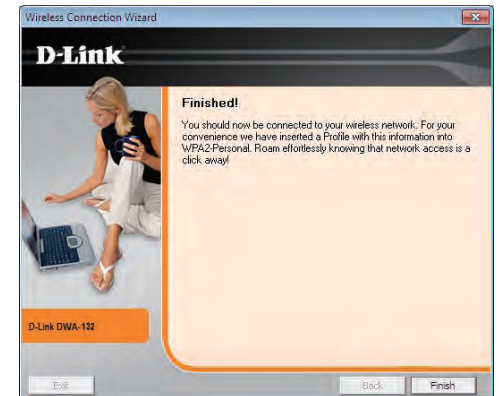 Wireless Connection Wizard
D-Link
Finished!
You should now be connected to your wireless network. For your
convenience we have inserted a Profile with this information into
WPA2-Personal. Roam effortlessly knowing that network access is a
click away!
D-Link DWA-132
Exit
Back
Finish